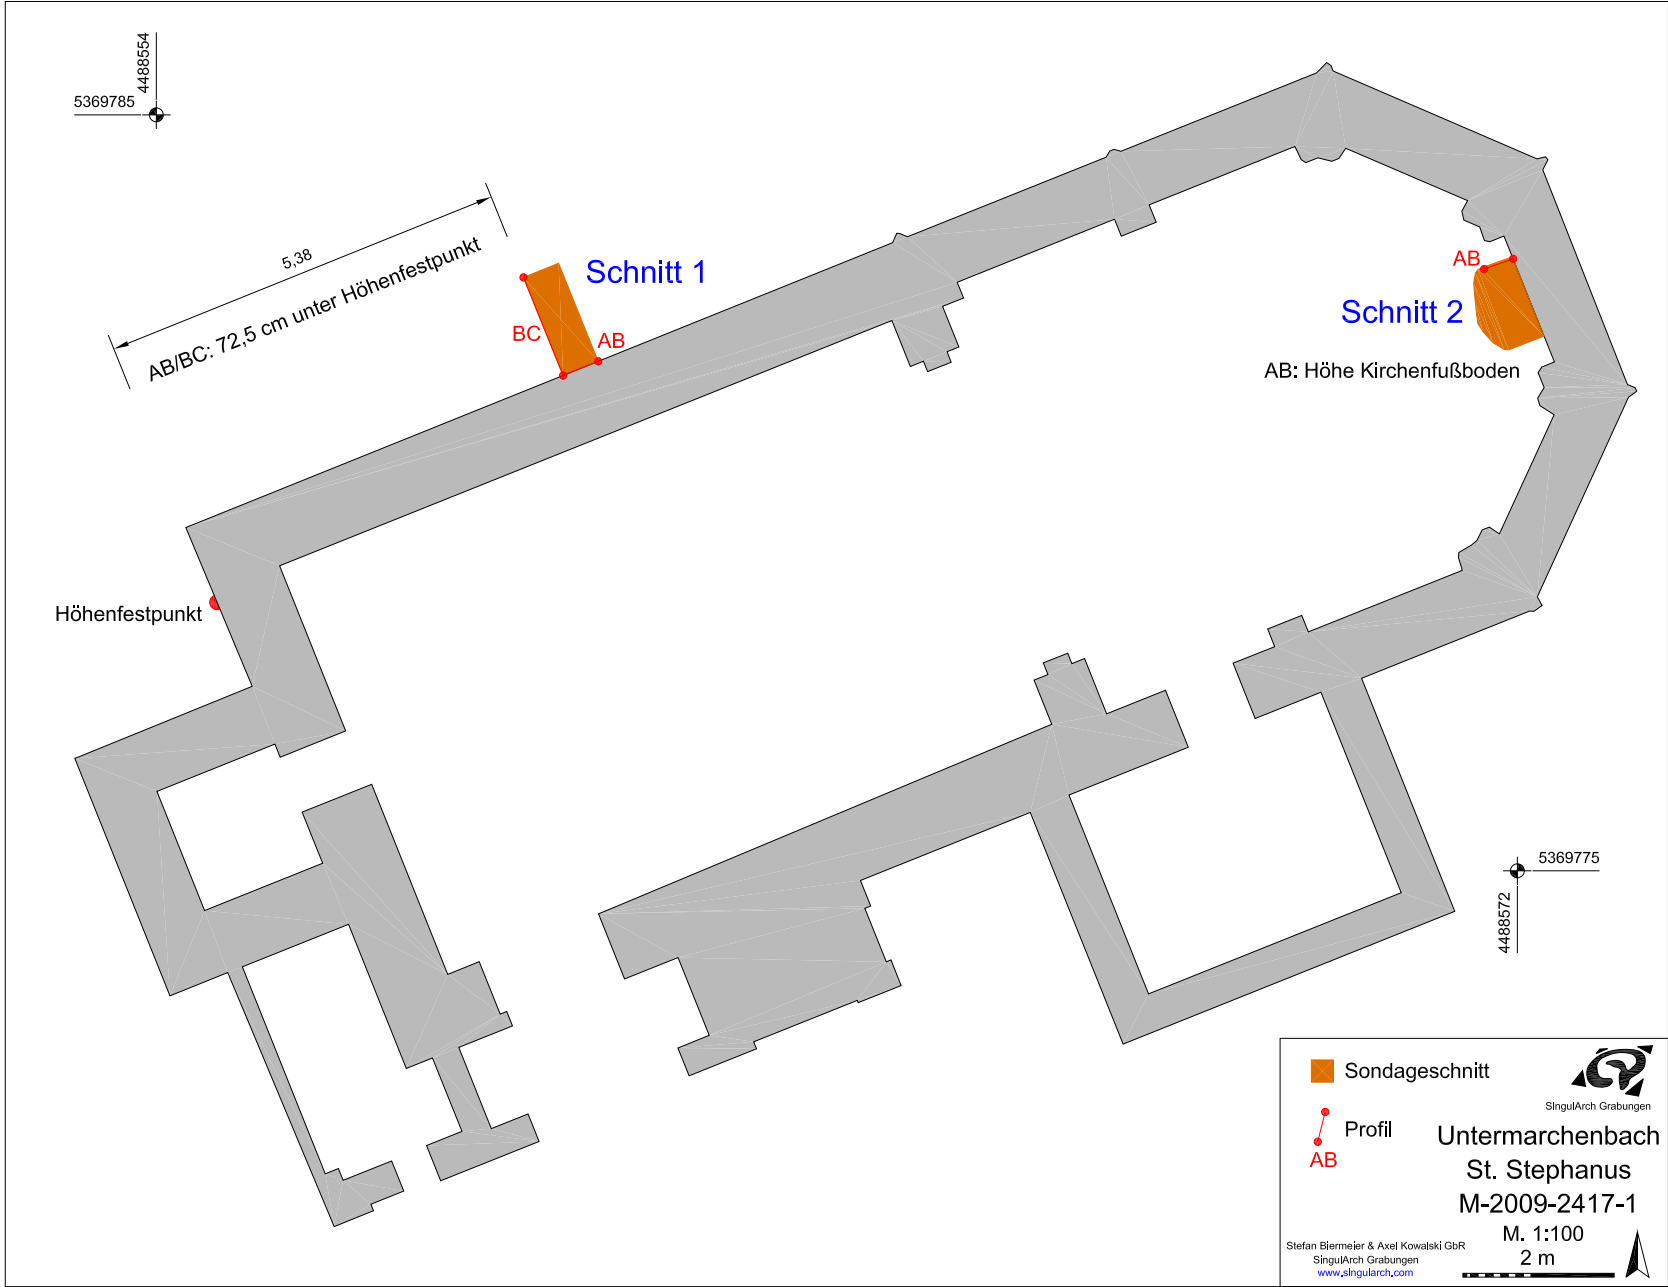 4488554
5369785
5,38
AB/BC: 72,5 cm unter Höhenfestpunkt
Schnitt 1
BC
AB
AB
Schnitt 2
AB: Höhe Kirchenfußboden
Höhenfestpunkt
5369775
4488572
Sondageschnitt
SingulArch Grabungen
Profil
AB
Untermarchenbach
St. Stephanus
M-2009-2417-1
M. 1:100
2 m
Stefan Biermeier & Axel Kowalski GbR
SingulArch Grabungen
www.singularch.com